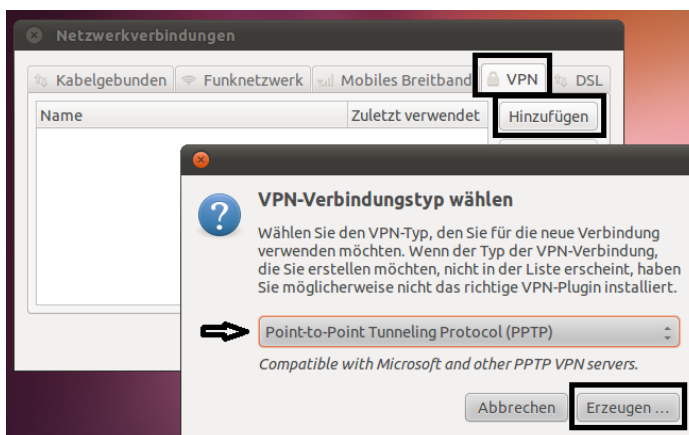 Netzwerkverbindungen
Kabelgebunden Funknetzwerk Mobiles Breitband VPN DSL
Name Zuletzt verwendet Hinzufügen
VPN-Verbindungstyp wählen
Wählen Sie den VPN-Typ, den Sie für die neue Verbindung
verwenden möchten. Wenn der Typ der VPN-Verbindung,
die Sie erstellen möchten, nicht in der Liste erscheint, haben
Sie möglicherweise nicht das richtige VPN-Plugin installiert.
Point-to-Point Tunneling Protocol (PPTP)
Compatible with Microsoft and other PPTP VPN servers.
Abbrechen Erzeugen ...